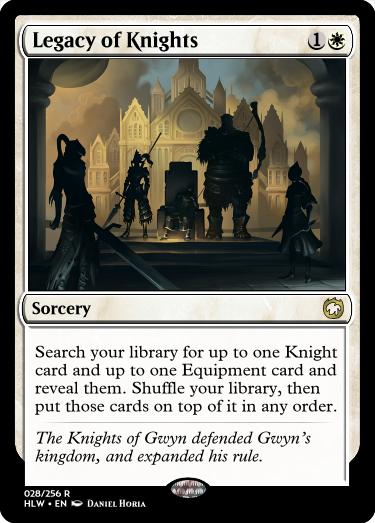 Legacy of Knights 1
Sorcery
Search your library for up to one Knight
card and up to one Equipment card and
reveal them. Shuffle your library, then
put those cards on top of it in any order.
The Knights of Gwyn defended Gwyn's
kingdom, and expanded his rule.
028/256 R
HLW • EN Daniel Horia